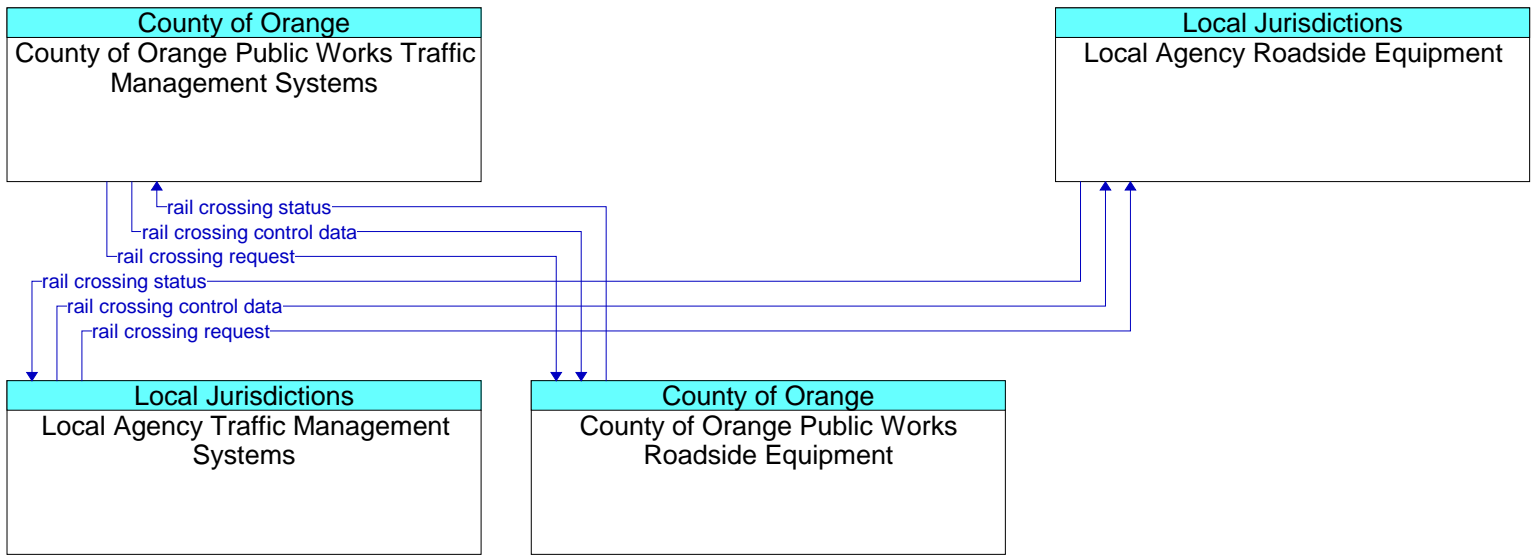 County of Orange
County of Orange Public Works Traffic
Management Systems
Local Jurisdictions
Local Agency Roadside Equipment
rail crossing status
rail crossing control data
rail crossing request
rail crossing status
rail crossing control data
rail crossing request
Local Jurisdictions
Local Agency Traffic Management
Systems
County of Orange
County of Orange Public Works
Roadside Equipment